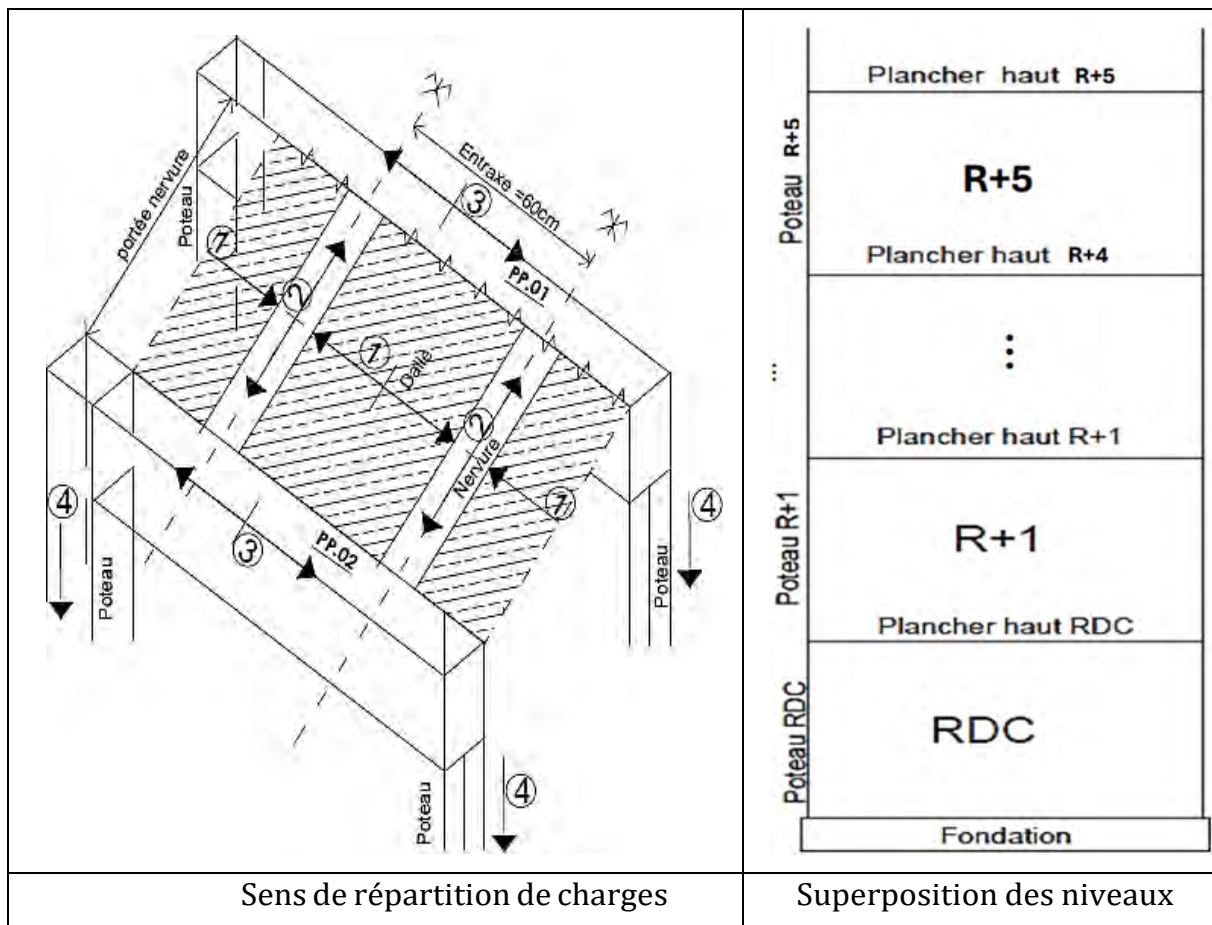 portée nervure
Poteau
Entraxe =60cm
3
PP.01
1
2
1
Dalle
2
Nervure
1
3
PP.02
4
Poteau
Poteau
4
Poteau
4
Sens de répartition de charges
Plancher haut R+5
Poteau R+5
R+5
Plancher haut R+4
...
⋮
Plancher haut R+1
Poteau R+1
R+1
Plancher haut RDC
Poteau RDC
RDC
Fondation
Superposition des niveaux